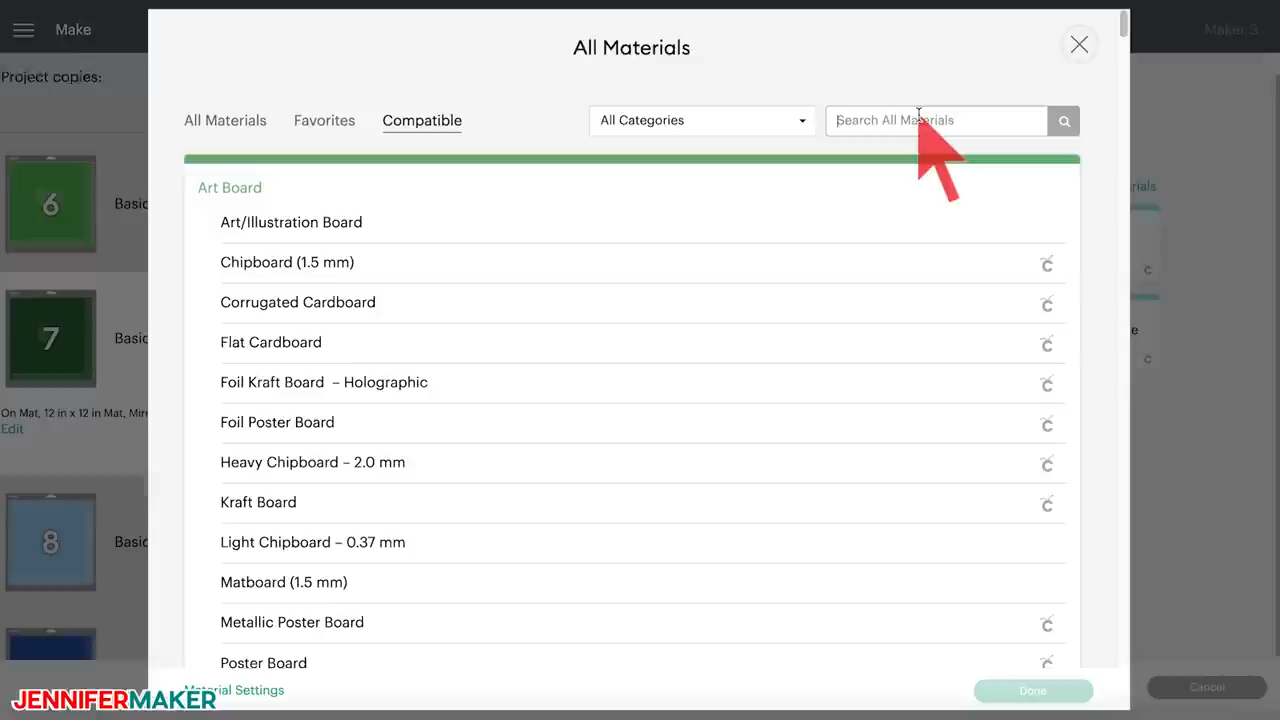 Make
All Materials
Maker 3
Project copies:
All Materials
Favorites
Compatible
All Categories
Search All Materials
Art Board
Art/Illustration Board
Chipboard (1.5 mm)
Corrugated Cardboard
Flat Cardboard
Foil Kraft Board – Holographic
Foil Poster Board
Heavy Chipboard – 2.0 mm
Kraft Board
Light Chipboard – 0.37 mm
Matboard (1.5 mm)
Metallic Poster Board
Poster Board
6
Basic
7
Basic
On Mat, 12 in x 12 in Mat, Mirr
Edit
8
Basic
rials
e
Material Settings
Done
Cancel
JENNIFERMAKER